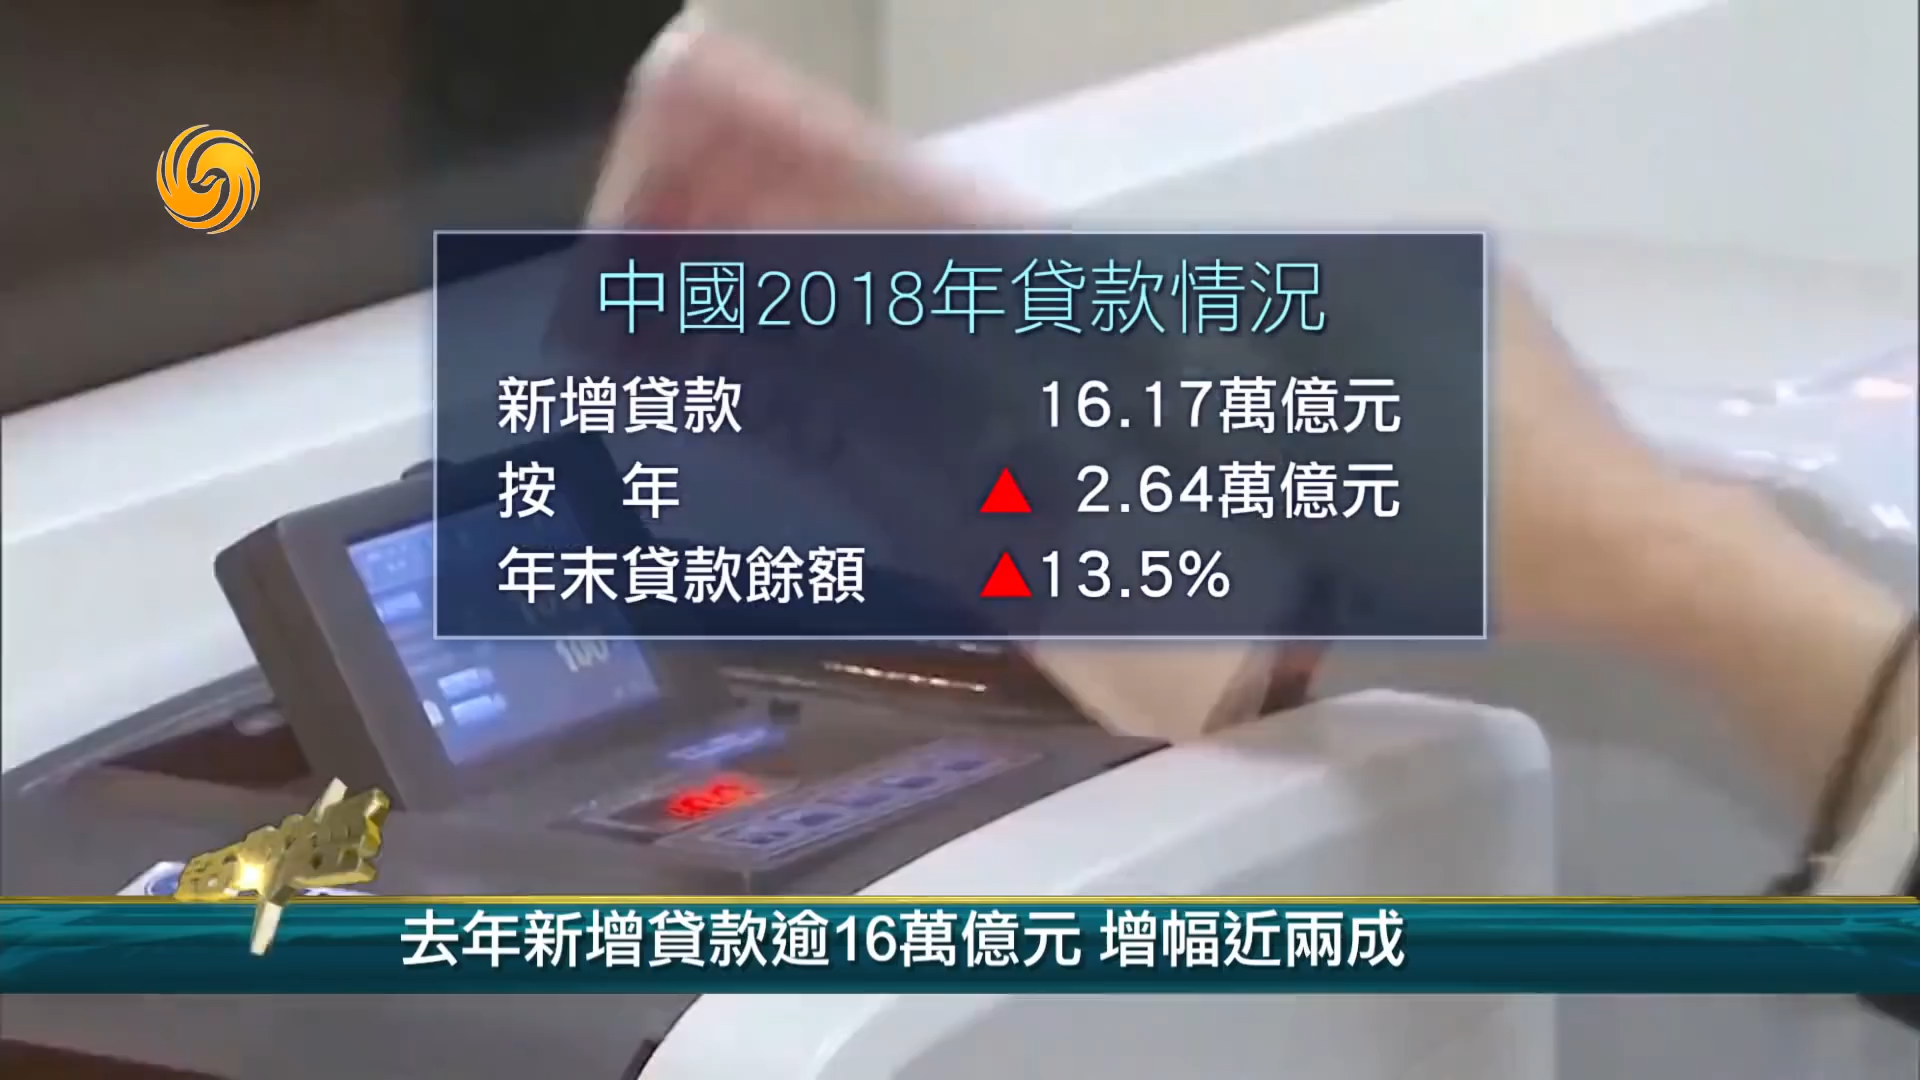 中國2018年貸款情況
新增貸款 16.17萬億元
按 年 ▲ 2.64萬億元
年末貸款餘額 ▲13.5%
100
去年新增貸款逾16萬億元 增幅近兩成